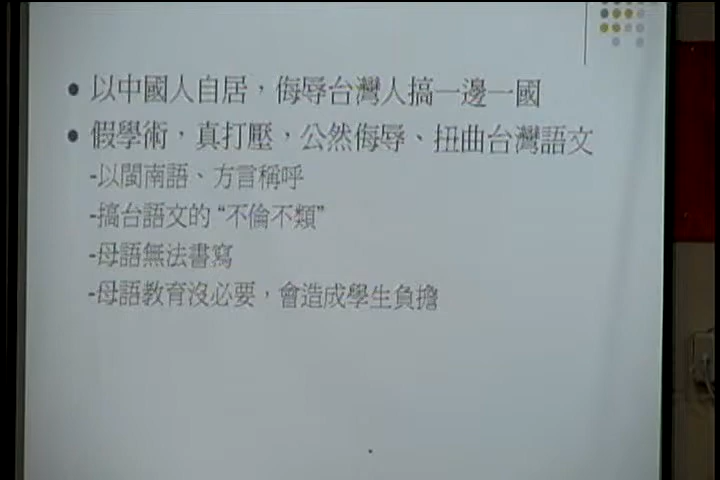 • 以中國人自居，侮辱台灣人搞一邊一國
• 假學術，真打壓，公然侮辱、扭曲台灣語文
-以閩南語、方言稱呼
-搞台語文的“不倫不類”
-母語無法書寫
-母語教育沒必要，會造成學生負擔